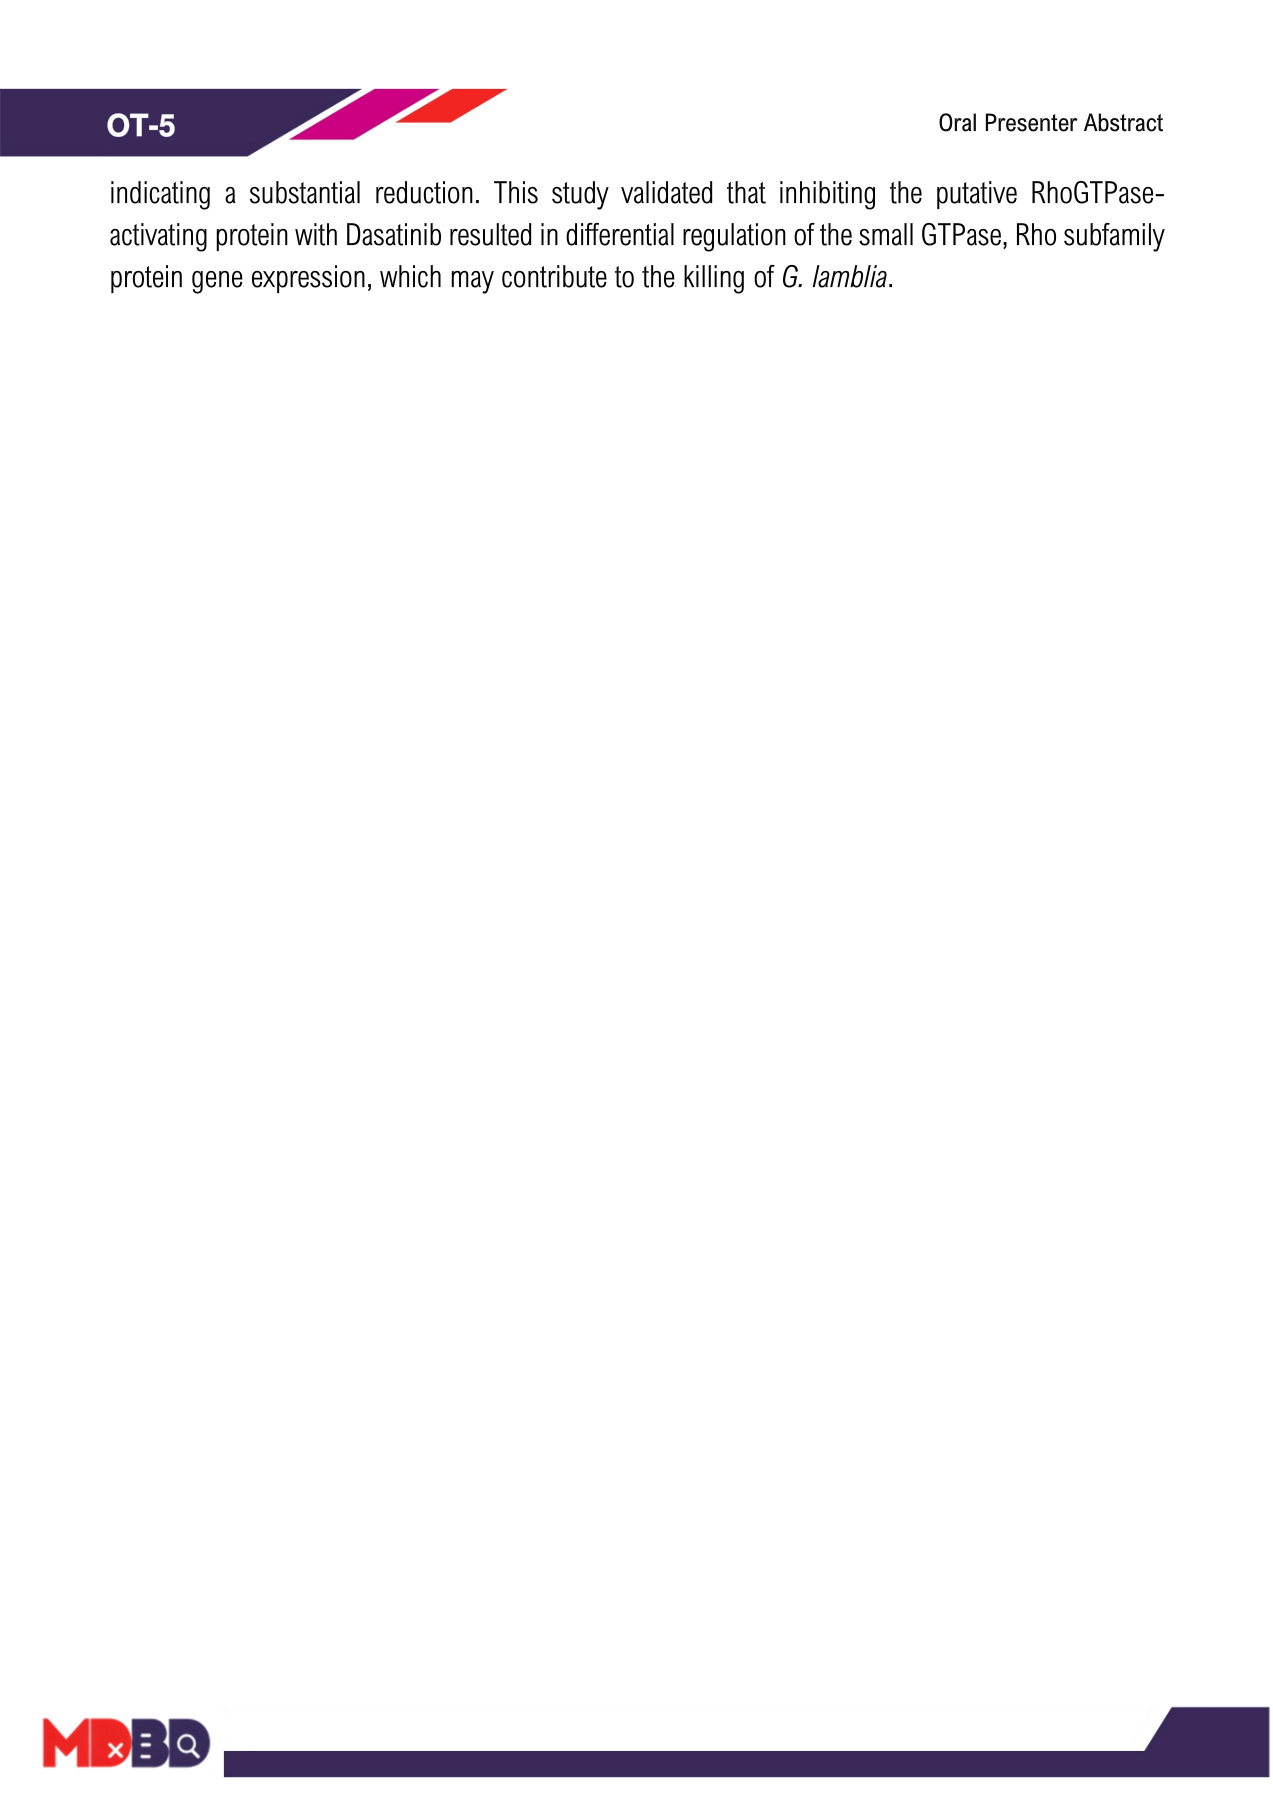 OT-5
Oral Presenter Abstract
indicating a substantial reduction. This study validated that inhibiting the putative RhoGTPase-
activating protein with Dasatinib resulted in differential regulation of the small GTPase, Rho subfamily
protein gene expression, which may contribute to the killing of G. lamblia.
MDxBD